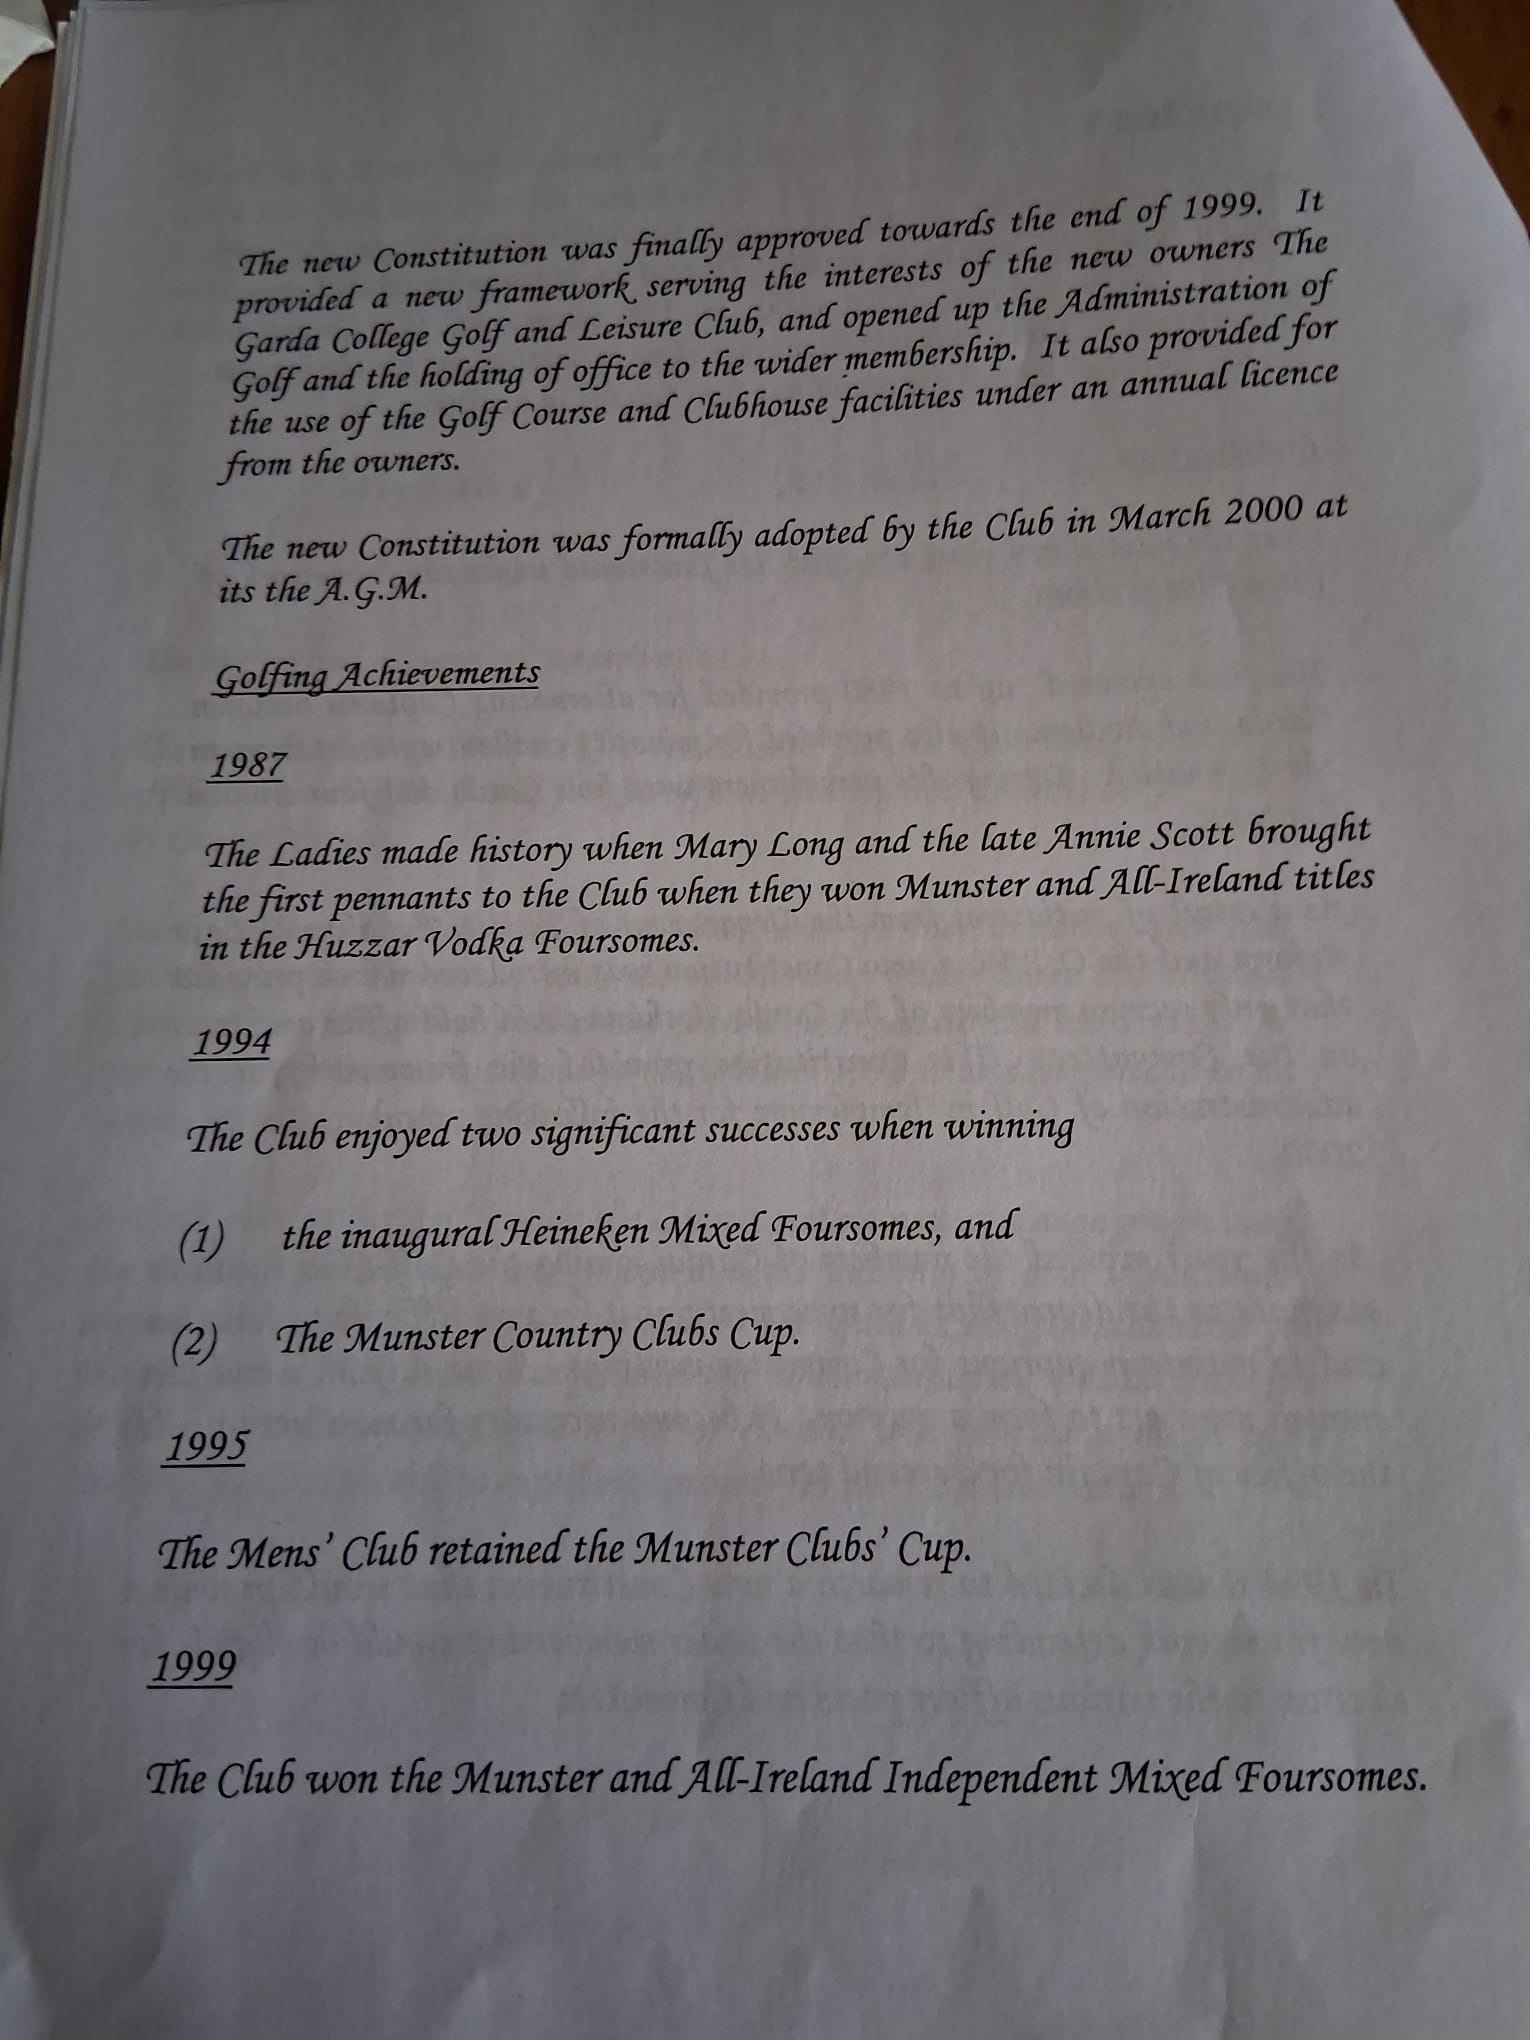 The new Constitution was finally approved towards the end of 1999. It
provided a new framework serving the interests of the new owners The
Garda College Golf and Leisure Club, and opened up the Administration of
Golf and the holding of office to the wider membership. It also provided for
the use of the Golf Course and Clubhouse facilities under an annual licence
from the owners.
The new Constitution was formally adopted by the Club in March 2000 at
its the A.G.M.
Golfing Achievements
1987
The Ladies made history when Mary Long and the late Annie Scott brought
the first pennants to the Club when they won Munster and All-Ireland titles
in the Huzzar Vodka Foursomes.
1994
The Club enjoyed two significant successes when winning
(1) the inaugural Heineken Mixed Foursomes, and
(2) The Munster Country Clubs Cup.
1995
The Mens' Club retained the Munster Clubs' Cup.
1999
The Club won the Munster and All-Ireland Independent Mixed Foursomes.